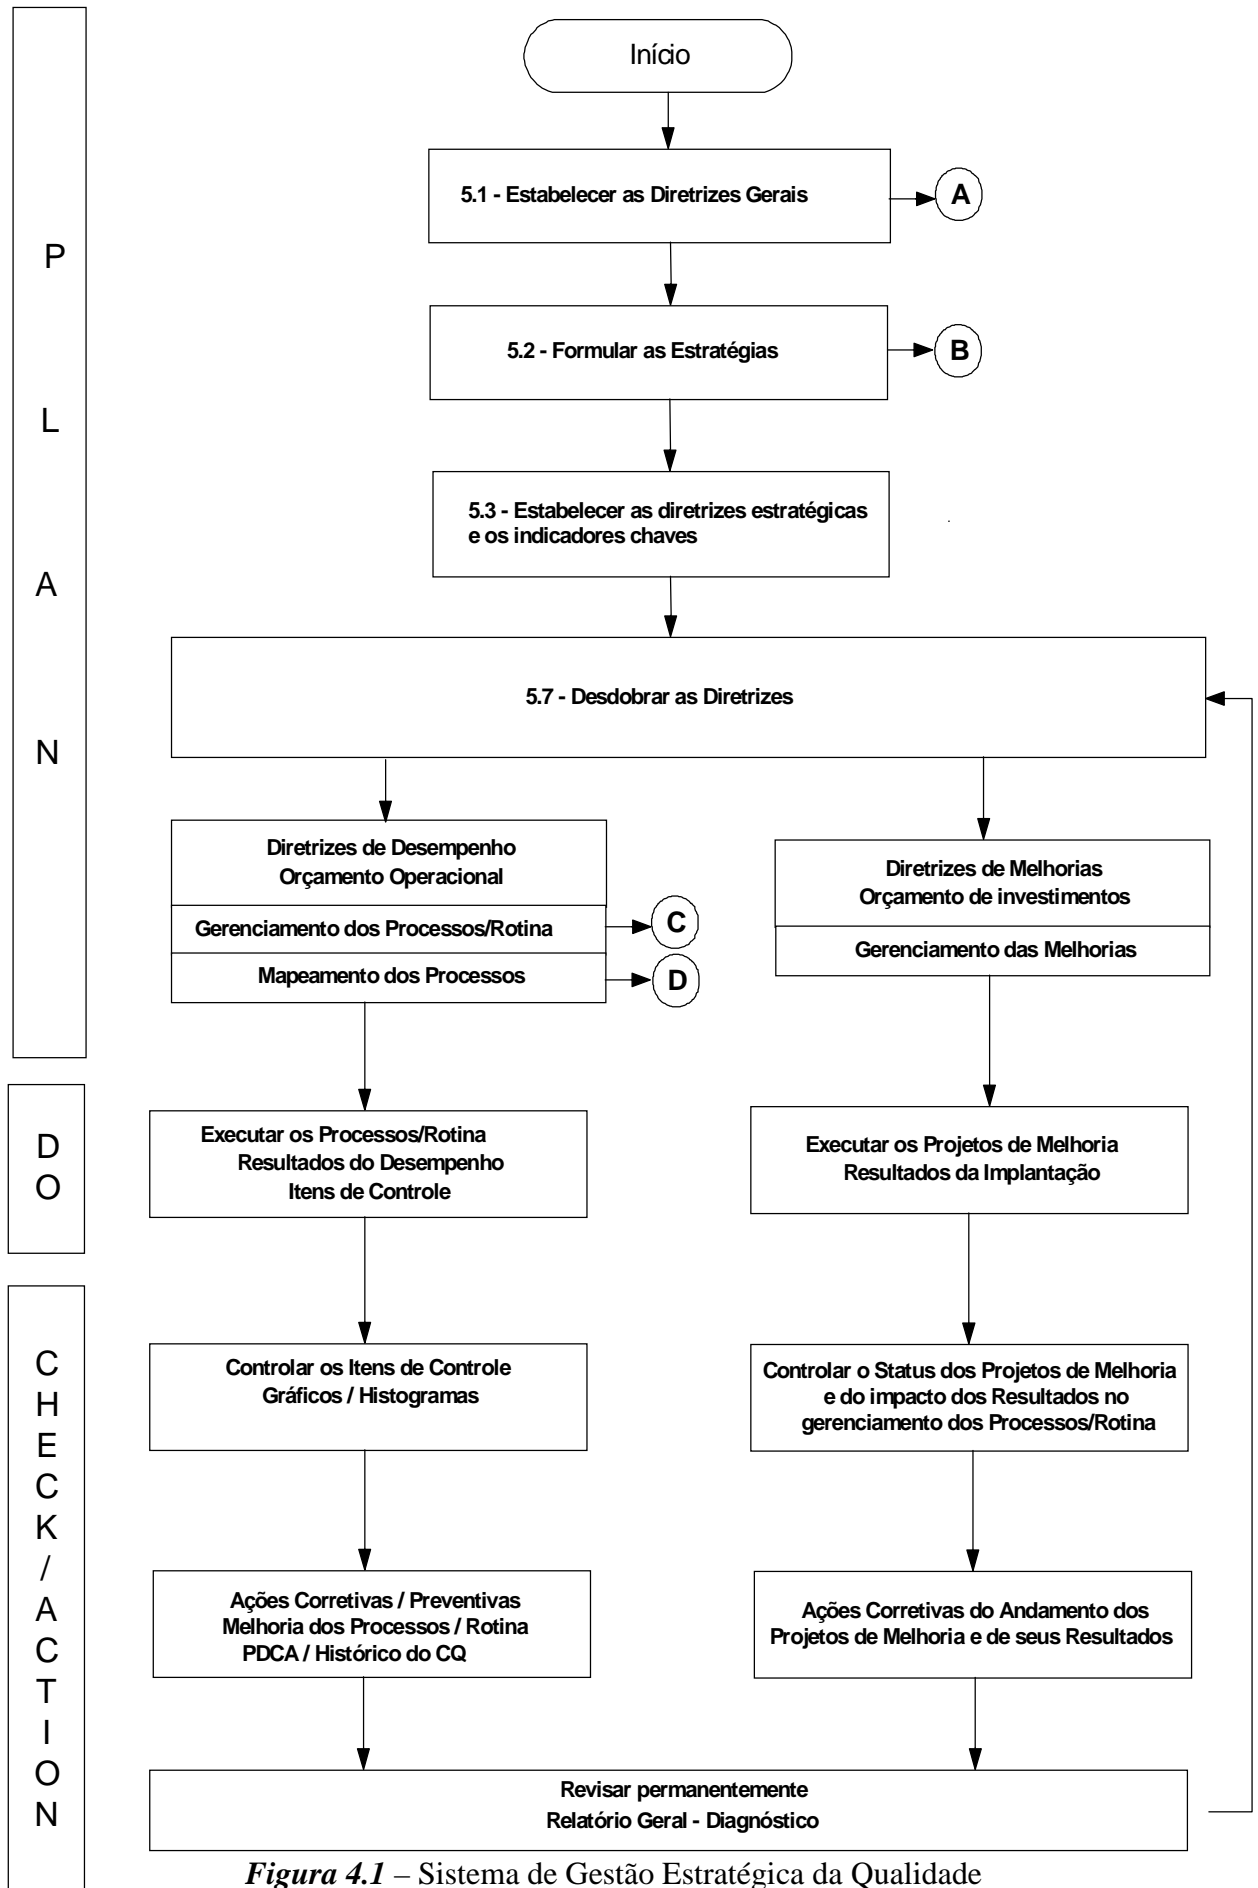 PLAN
Início
5.1 - Estabelecer as Diretrizes Gerais
A
5.2 - Formular as Estratégias
B
5.3 - Estabelecer as diretrizes estratégicas
e os indicadores chaves
5.7 - Desdobrar as Diretrizes
Diretrizes de Desempenho
Orçamento Operacional
Gerenciamento dos Processos/Rotina
C
Mapeamento dos Processos
D
Diretrizes de Melhorias
Orçamento de investimentos
Gerenciamento das Melhorias
DO
Executar os Processos/Rotina
Resultados do Desempenho
Itens de Controle
Executar os Projetos de Melhoria
Resultados da Implantação
CHECK/ACTION
Controlar os Itens de Controle
Gráficos / Histogramas
Controlar o Status dos Projetos de Melhoria
e do impacto dos Resultados no
gerenciamento dos Processos/Rotina
Ações Corretivas / Preventivas
Melhoria dos Processos / Rotina
PDCA / Histórico do CQ
Ações Corretivas do Andamento dos
Projetos de Melhoria e de seus Resultados
Revisar permanentemente
Relatório Geral - Diagnóstico
Figura 4.1 – Sistema de Gestão Estratégica da Qualidade